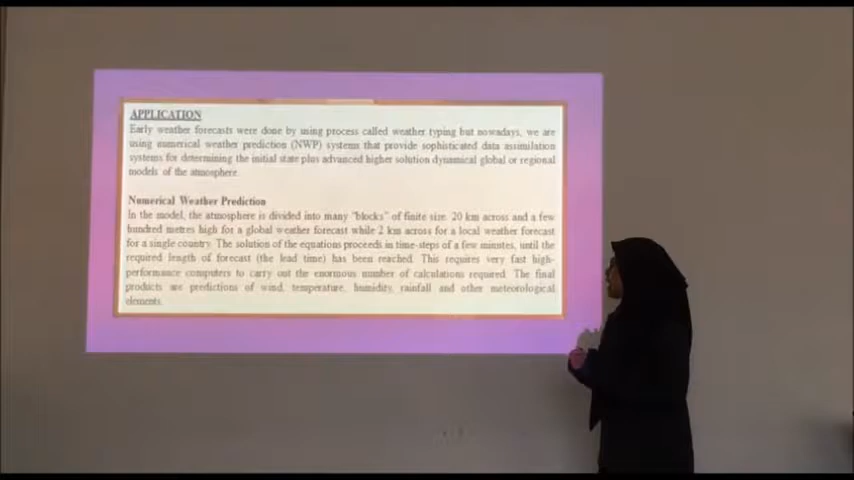 APPLICATION
Early weather forecasts were done by using process called weather typing but nowadays, we are
using numerical weather prediction (NWP) systems that provide sophisticated data assimilation
systems for determining the initial state plus advanced higher solution dynamical global or regional
models of the atmosphere.
Numerical Weather Prediction
In the model, the atmosphere is divided into many "blocks" of finite size. 20 km across and a few
hundred metres high for a global weather forecast while 2 km across for a local weather forecast
for a single country. The solution of the equations proceeds in time-steps of a few minutes, until the
required length of forecast (the lead time) has been reached. This requires very fast high-
performance computers to carry out the enormous number of calculations required. The final
products are predictions of wind, temperature, humidity, rainfall and other meteorological
elements.